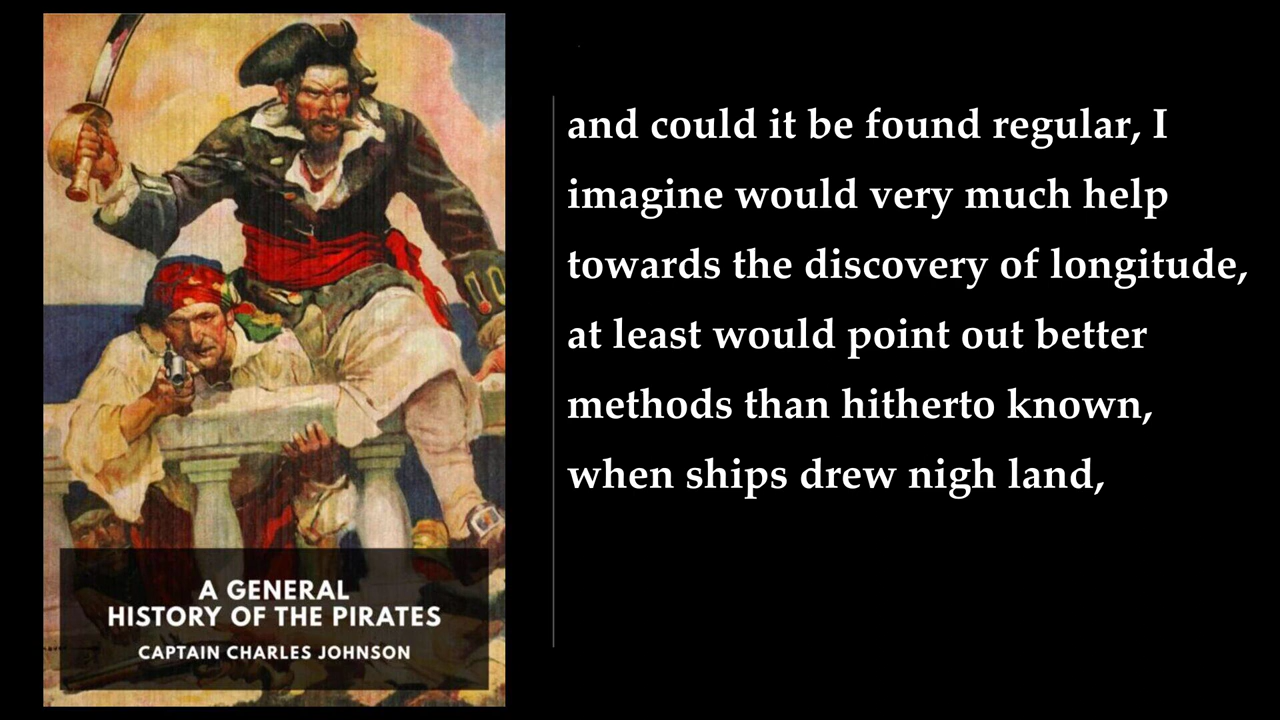 A GENERAL
HISTORY OF THE PIRATES
CAPTAIN CHARLES JOHNSON
and could it be found regular, I
imagine would very much help
towards the discovery of longitude,
at least would point out better
methods than hitherto known,
when ships drew nigh land,